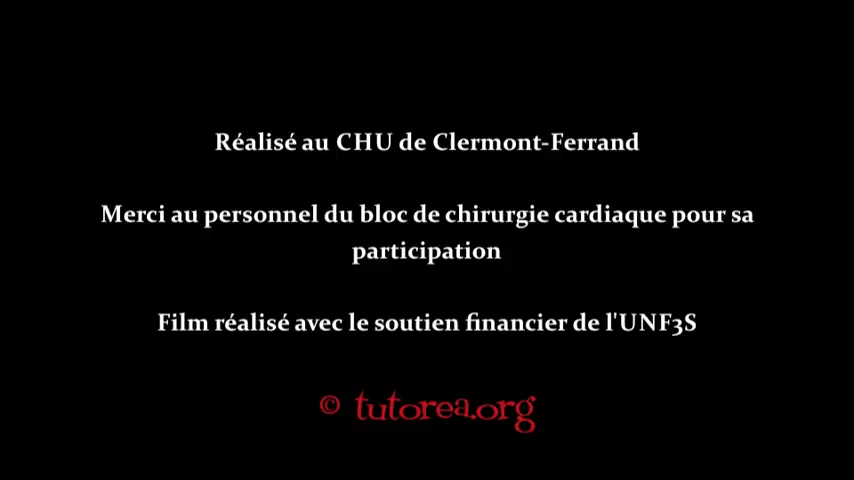 Réalisé au CHU de Clermont-Ferrand
Merci au personnel du bloc de chirurgie cardiaque pour sa
participation
Film réalisé avec le soutien financier de l'UNF3S
© tutorea.org